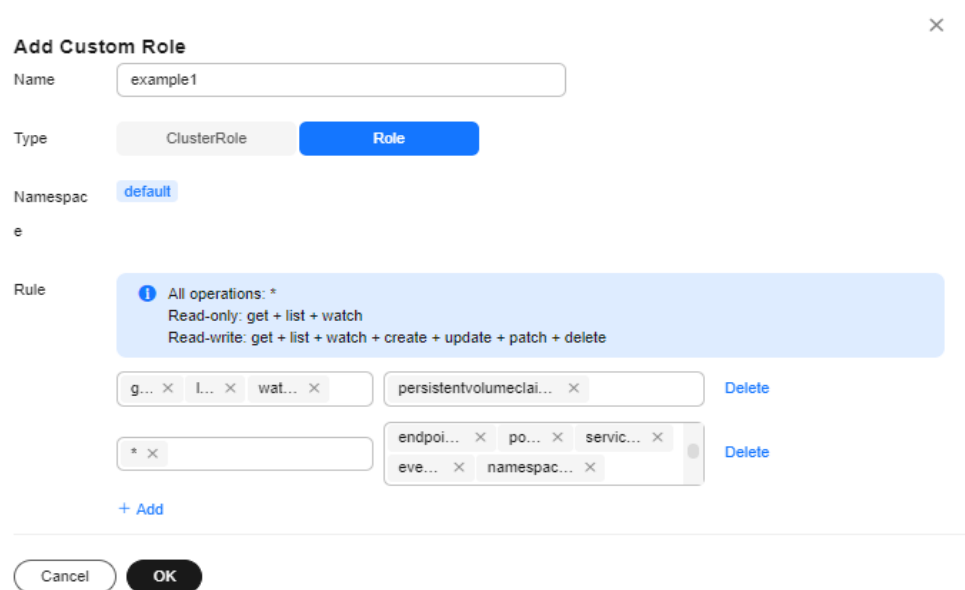 Add Custom Role
Name
example1
Type
ClusterRole
Role
Namespac
e
default
Rule
All operations: *
Read-only: get + list + watch
Read-write: get + list + watch + create + update + patch + delete
g... × l... × wat... × persistentvolumeclai... × Delete
* × endpoi... × po... × servic... × Delete
eve... × namespac... ×
+ Add
Cancel
OK